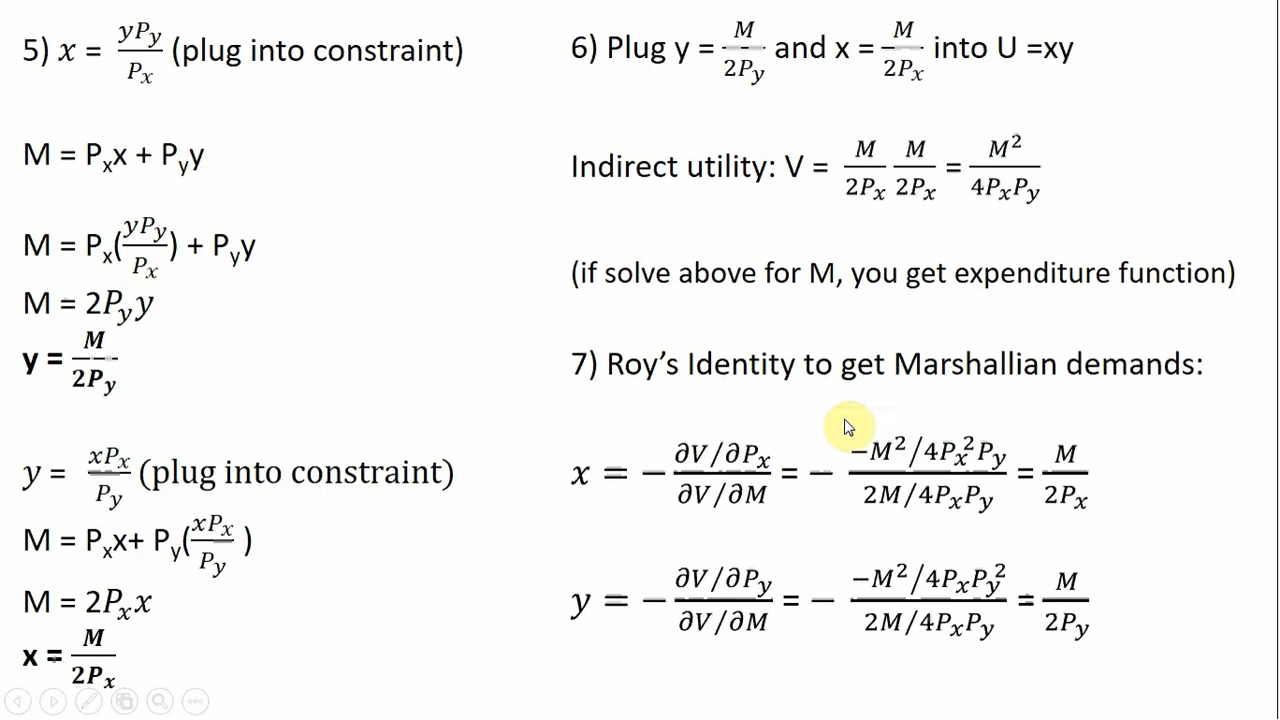 5) x = yPy/Px (plug into constraint)
M = Pₓx + Pyy
M = Pₓ(yPy/Px) + Pyy
M = 2Pyy
y = M/2Py
y = xPx/Py (plug into constraint)
M = Pₓx+ Py(xPx/Py )
M = 2Pₓx
x = M/2Px
6) Plug y = M/2Py and x = M/2Px into U =xy
Indirect utility: V = M/2Px M/2Px = M²/4PxPy
(if solve above for M, you get expenditure function)
7) Roy’s Identity to get Marshallian demands:
x = − ∂V/∂Px / ∂V/∂M = − −M²/4Px²Py / 2M/4PxPy = M/2Px
y = − ∂V/∂Py / ∂V/∂M = − −M²/4PxPy² / 2M/4PxPy = M/2Py